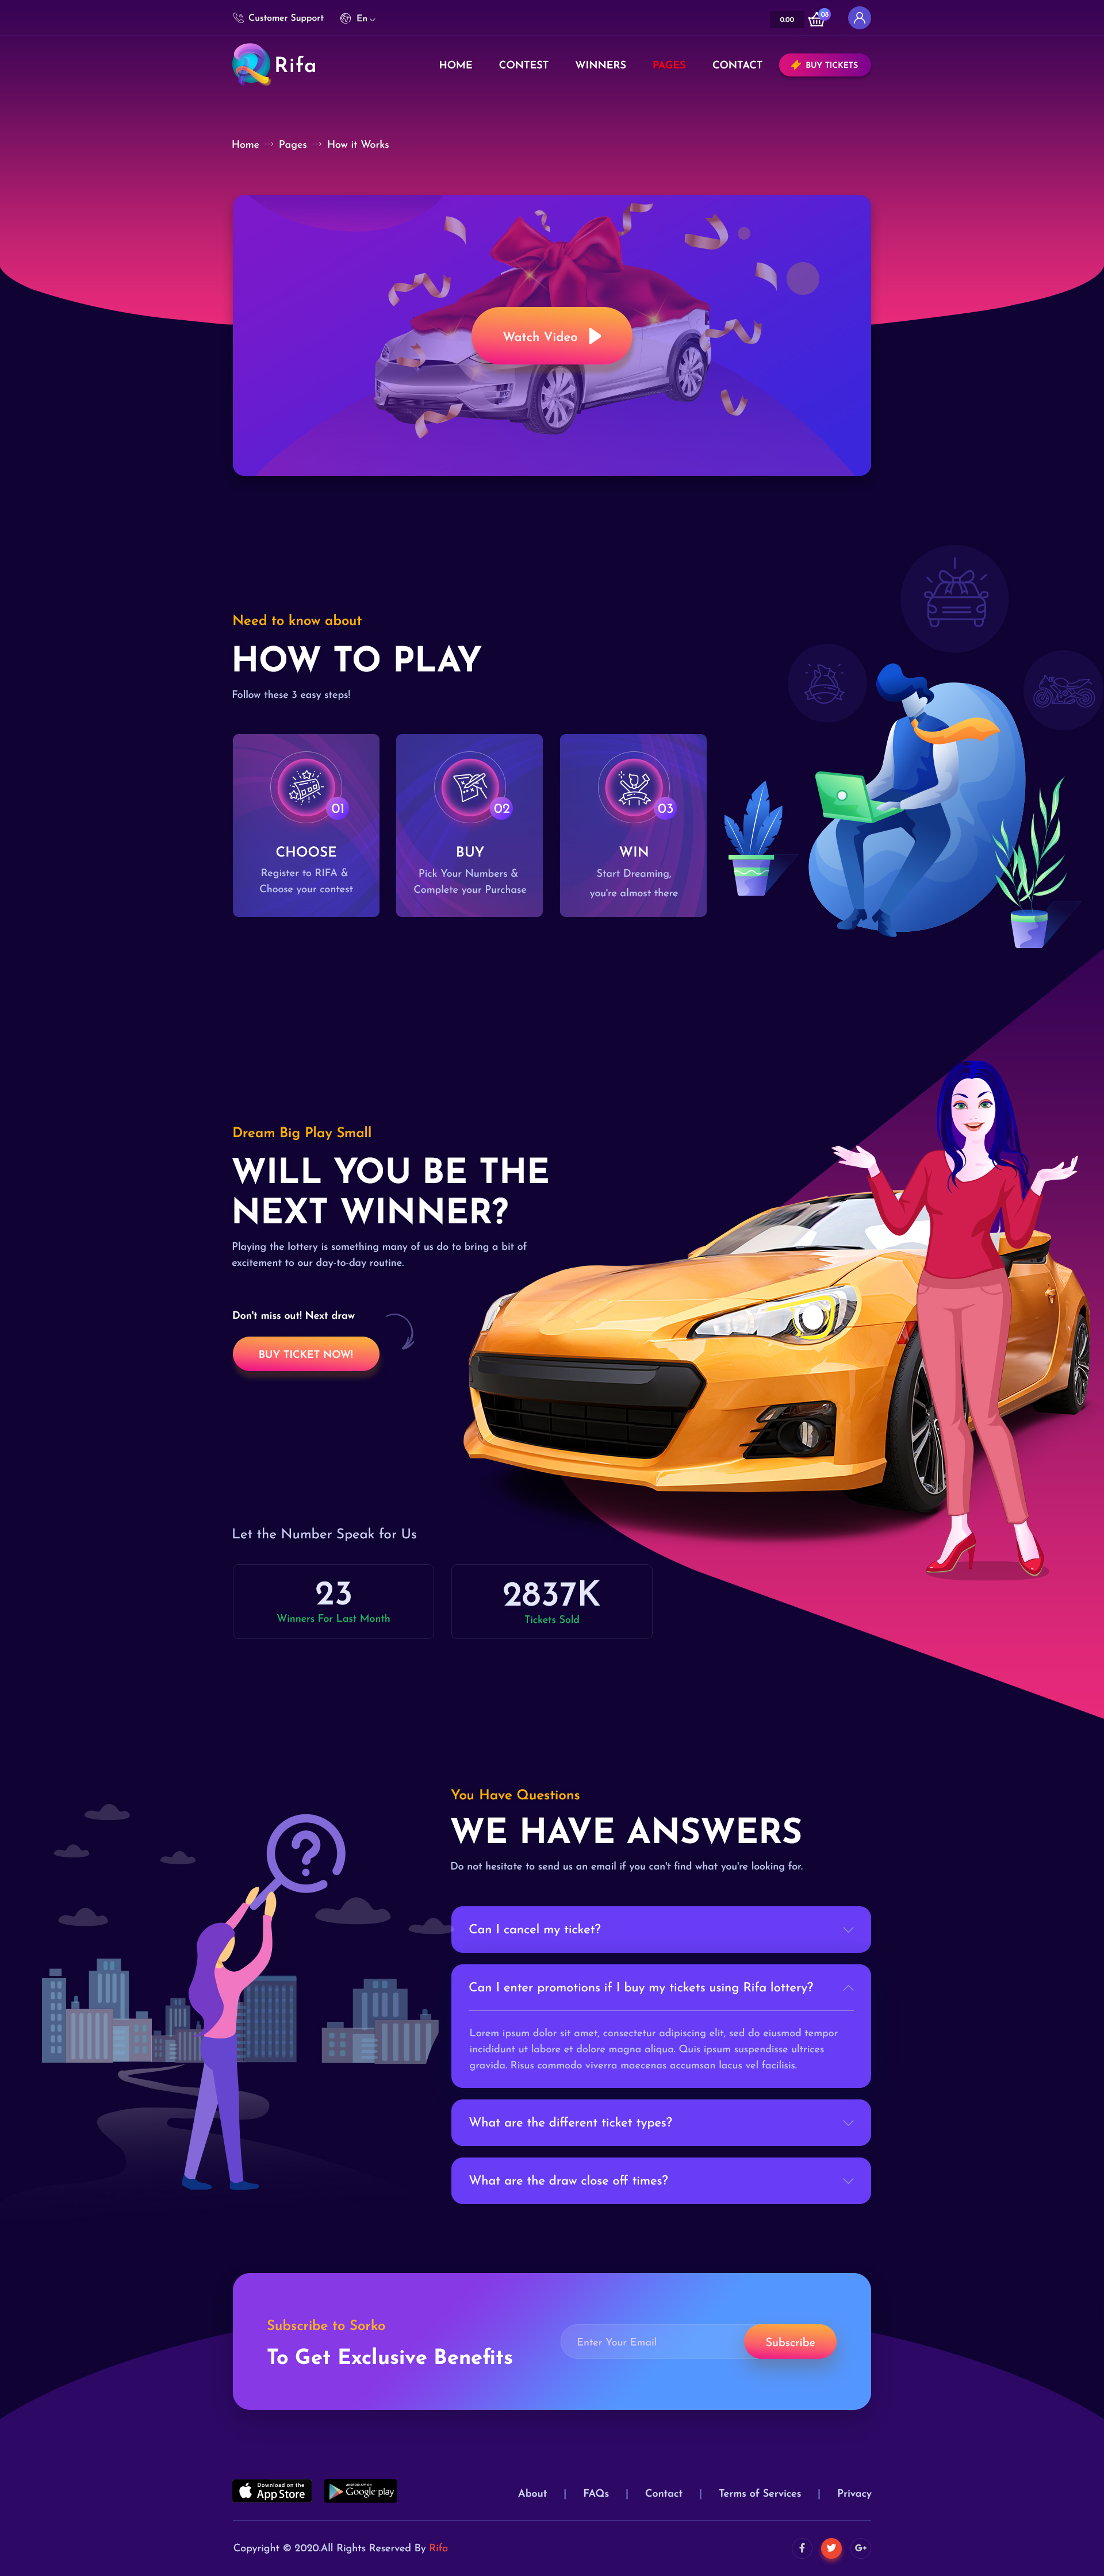 Customer Support
En
0.00
06
Rifa
HOME
CONTEST
WINNERS
PAGES
CONTACT
BUY TICKETS
Home
Pages
How it Works
Watch Video
Need to know about
HOW TO PLAY
Follow these 3 easy steps!
01
CHOOSE
Register to RIFA &
Choose your contest
02
BUY
Pick Your Numbers &
Complete your Purchase
03
WIN
Start Dreaming,
you're almost there
Dream Big Play Small
WILL YOU BE THE
NEXT WINNER?
Playing the lottery is something many of us do to bring a bit of
excitement to our day-to-day routine.
Don't miss out! Next draw
BUY TICKET NOW!
Let the Number Speak for Us
23
Winners For Last Month
2837K
Tickets Sold
You Have Questions
WE HAVE ANSWERS
Do not hesitate to send us an email if you can't find what you're looking for.
Can I cancel my ticket?
Can I enter promotions if I buy my tickets using Rifa lottery?
Lorem ipsum dolor sit amet, consectetur adipiscing elit, sed do eiusmod tempor
incididunt ut labore et dolore magna aliqua. Quis ipsum suspendisse ultrices
gravida. Risus commodo viverra maecenas accumsan lacus vel facilisis.
What are the different ticket types?
What are the draw close off times?
Subscribe to Sorko
To Get Exclusive Benefits
Enter Your Email
Subscribe
Download on the
App Store
ANDROID APP ON
Google play
About | FAQs | Contact | Terms of Services | Privacy
Copyright © 2020.All Rights Reserved By Rifa